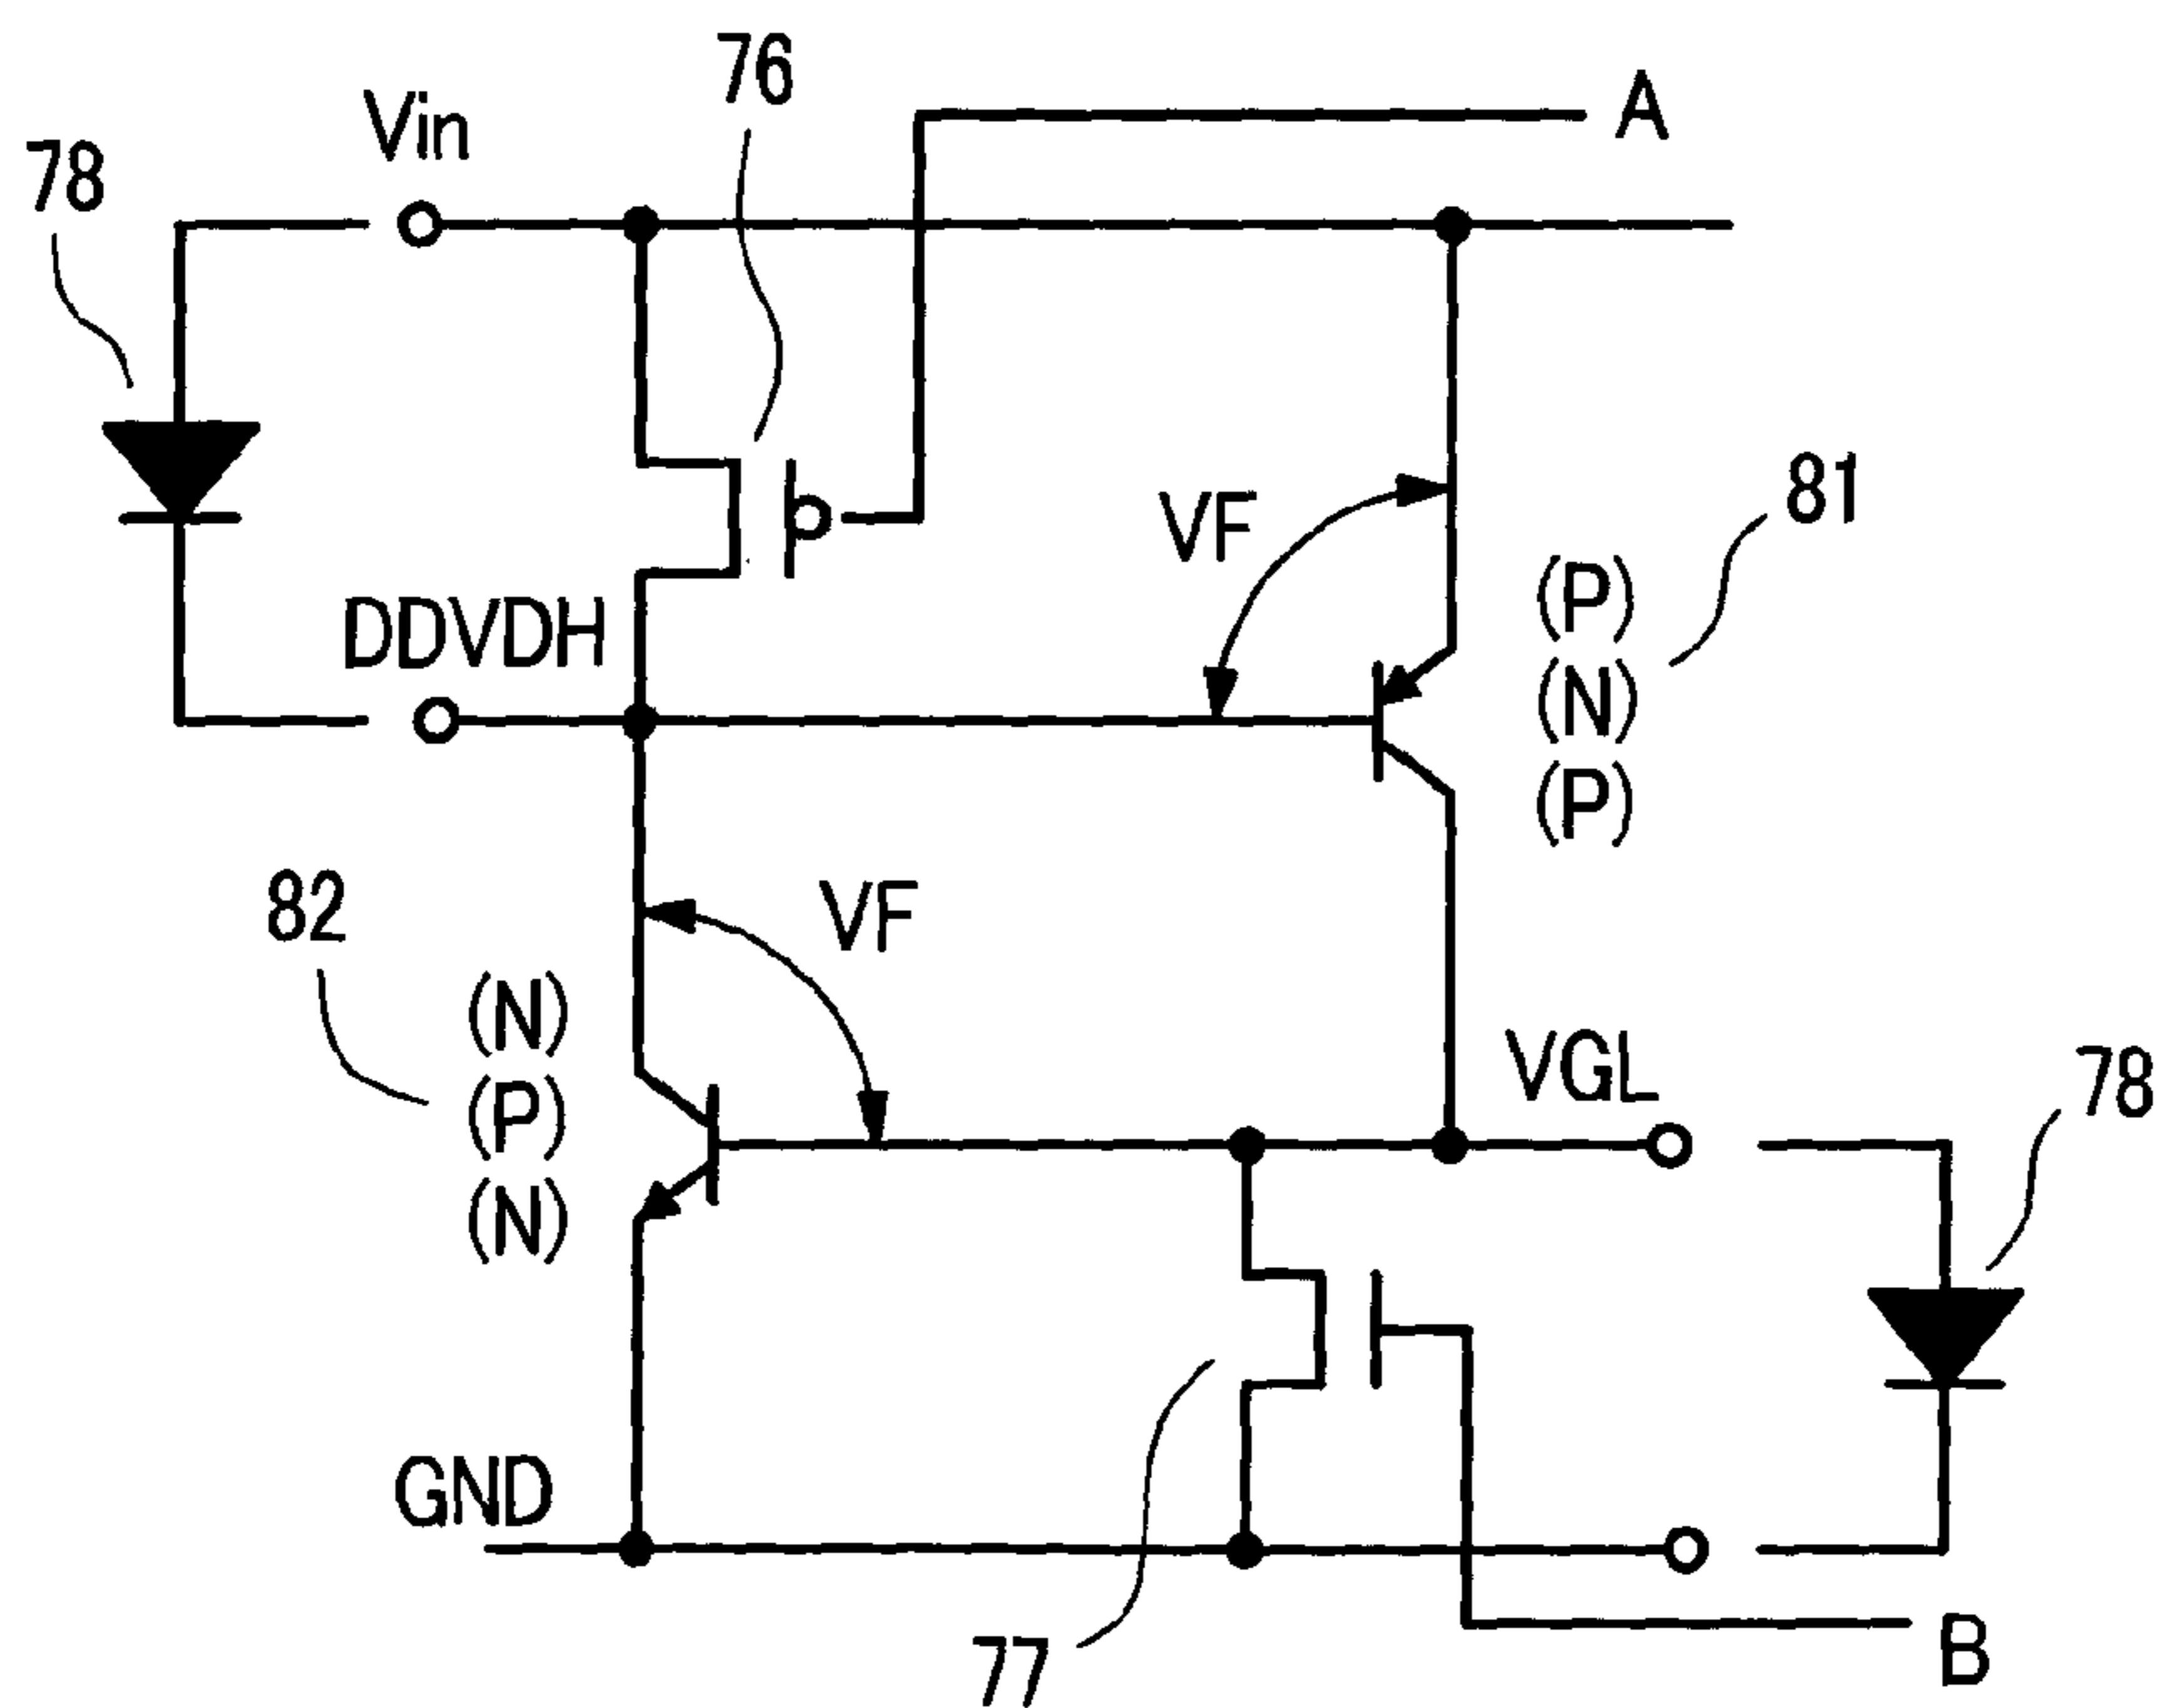 76
A
Vin
78
VF
81
(P)
DDVDH
(N)
(P)
82
VF
(N)
(P)
(N)
VGL
78
GND
77
B